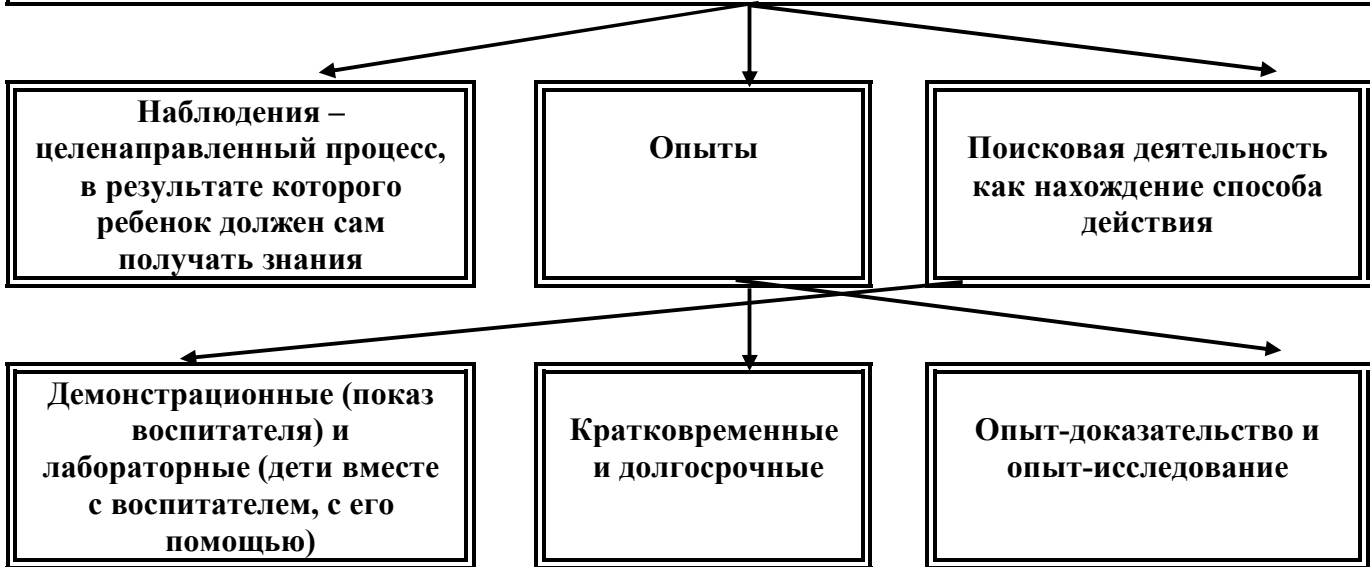 Наблюдения –
целенаправленный процесс,
в результате которого
ребенок должен сам
получать знания
Опыты
Поисковая деятельность
как нахождение способа
действия
Демонстрационные (показ
воспитателя) и
лабораторные (дети вместе
с воспитателем, с его
помощью)
Кратковременные
и долгосрочные
Опыт-доказательство и
опыт-исследование